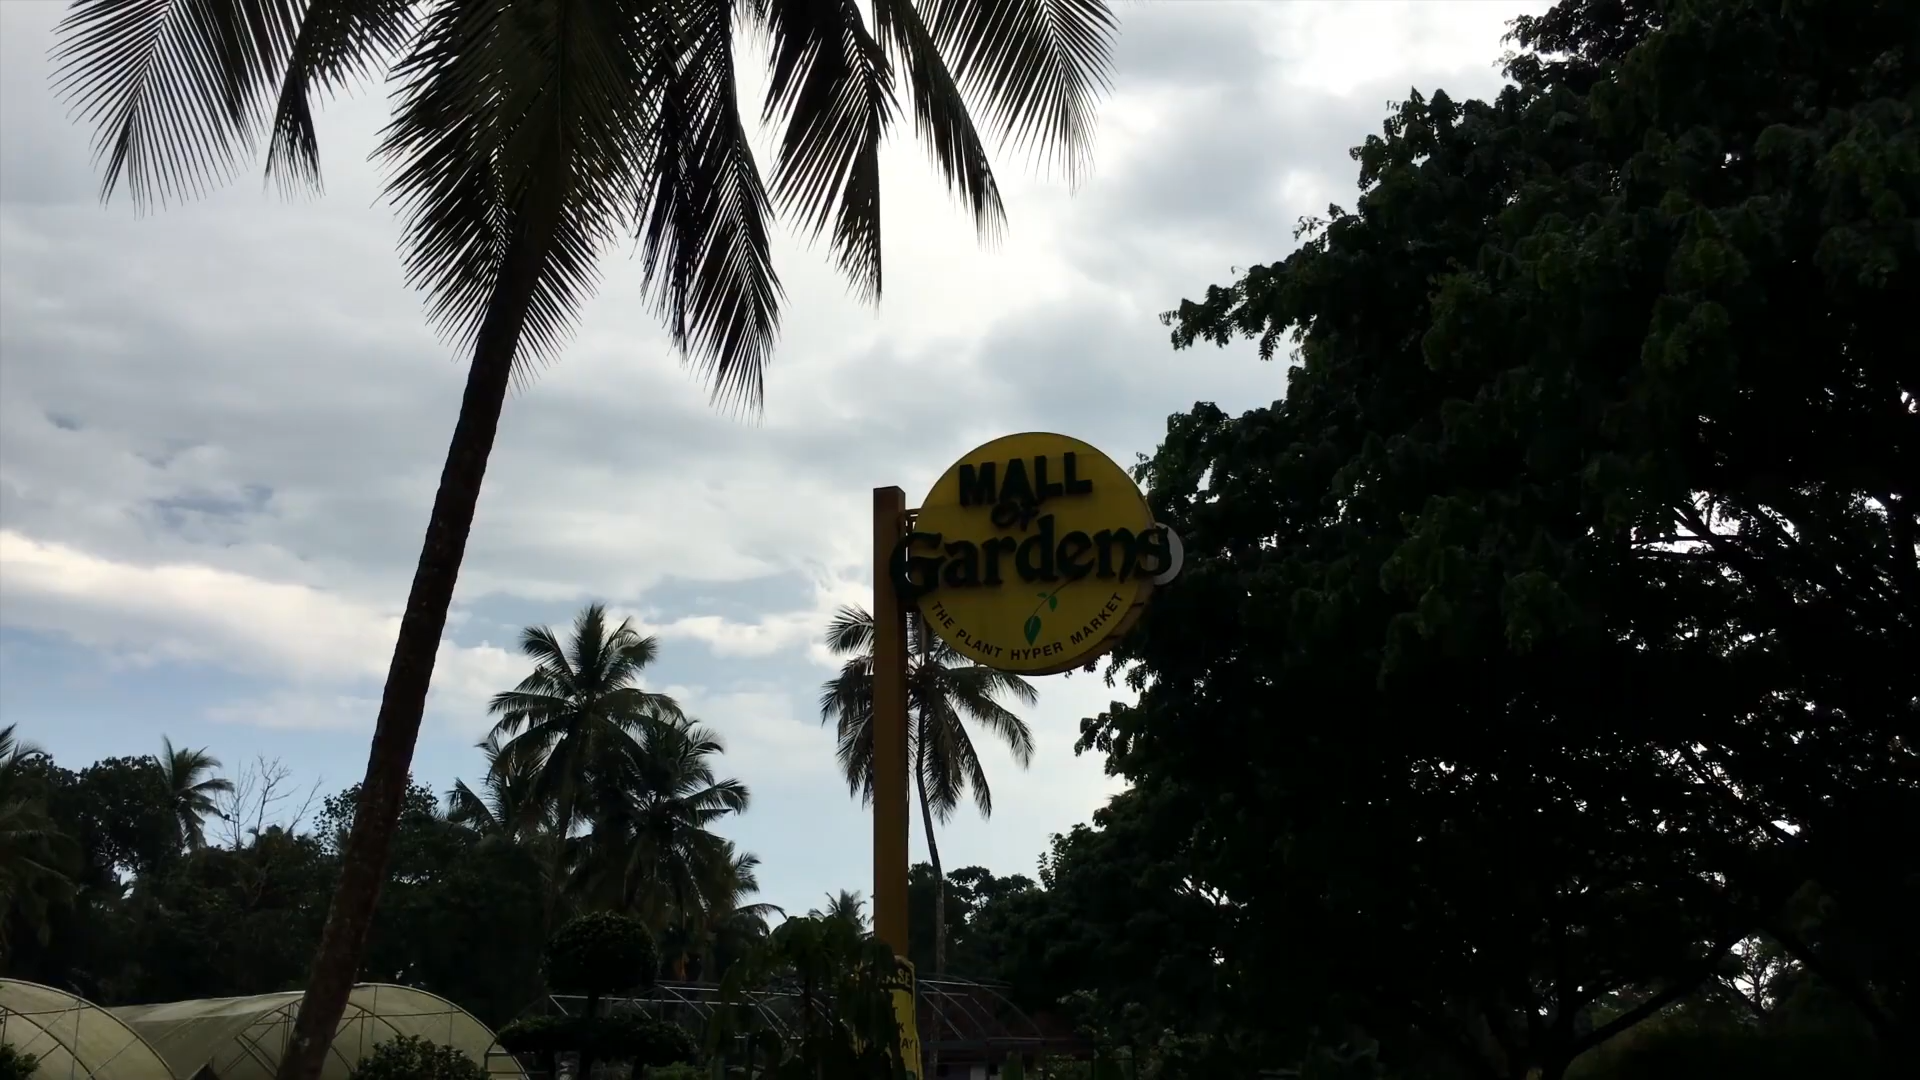 MALL
OF
Gardens
THE PLANT HYPER MARKET